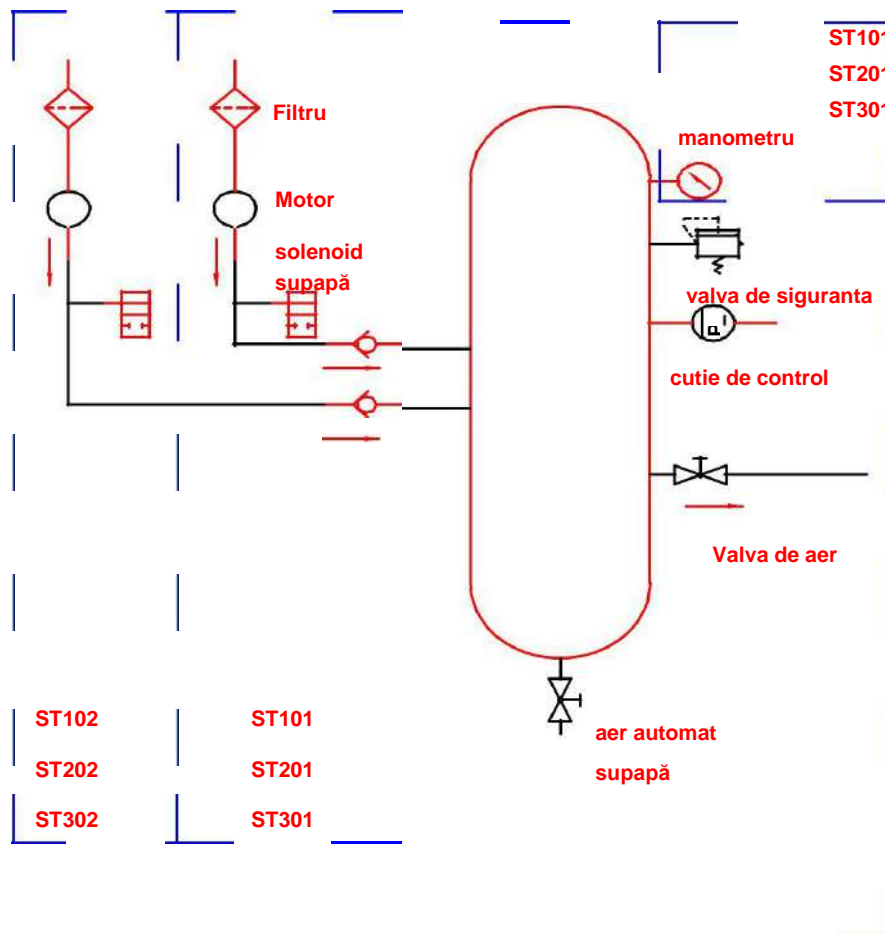 ST101
ST201
ST301
Filtru
manometru
Motor
solenoid
supapă
valva de siguranta
cutie de control
Valva de aer
ST102
ST101
aer automat
ST202
ST201
supapă
ST302
ST301